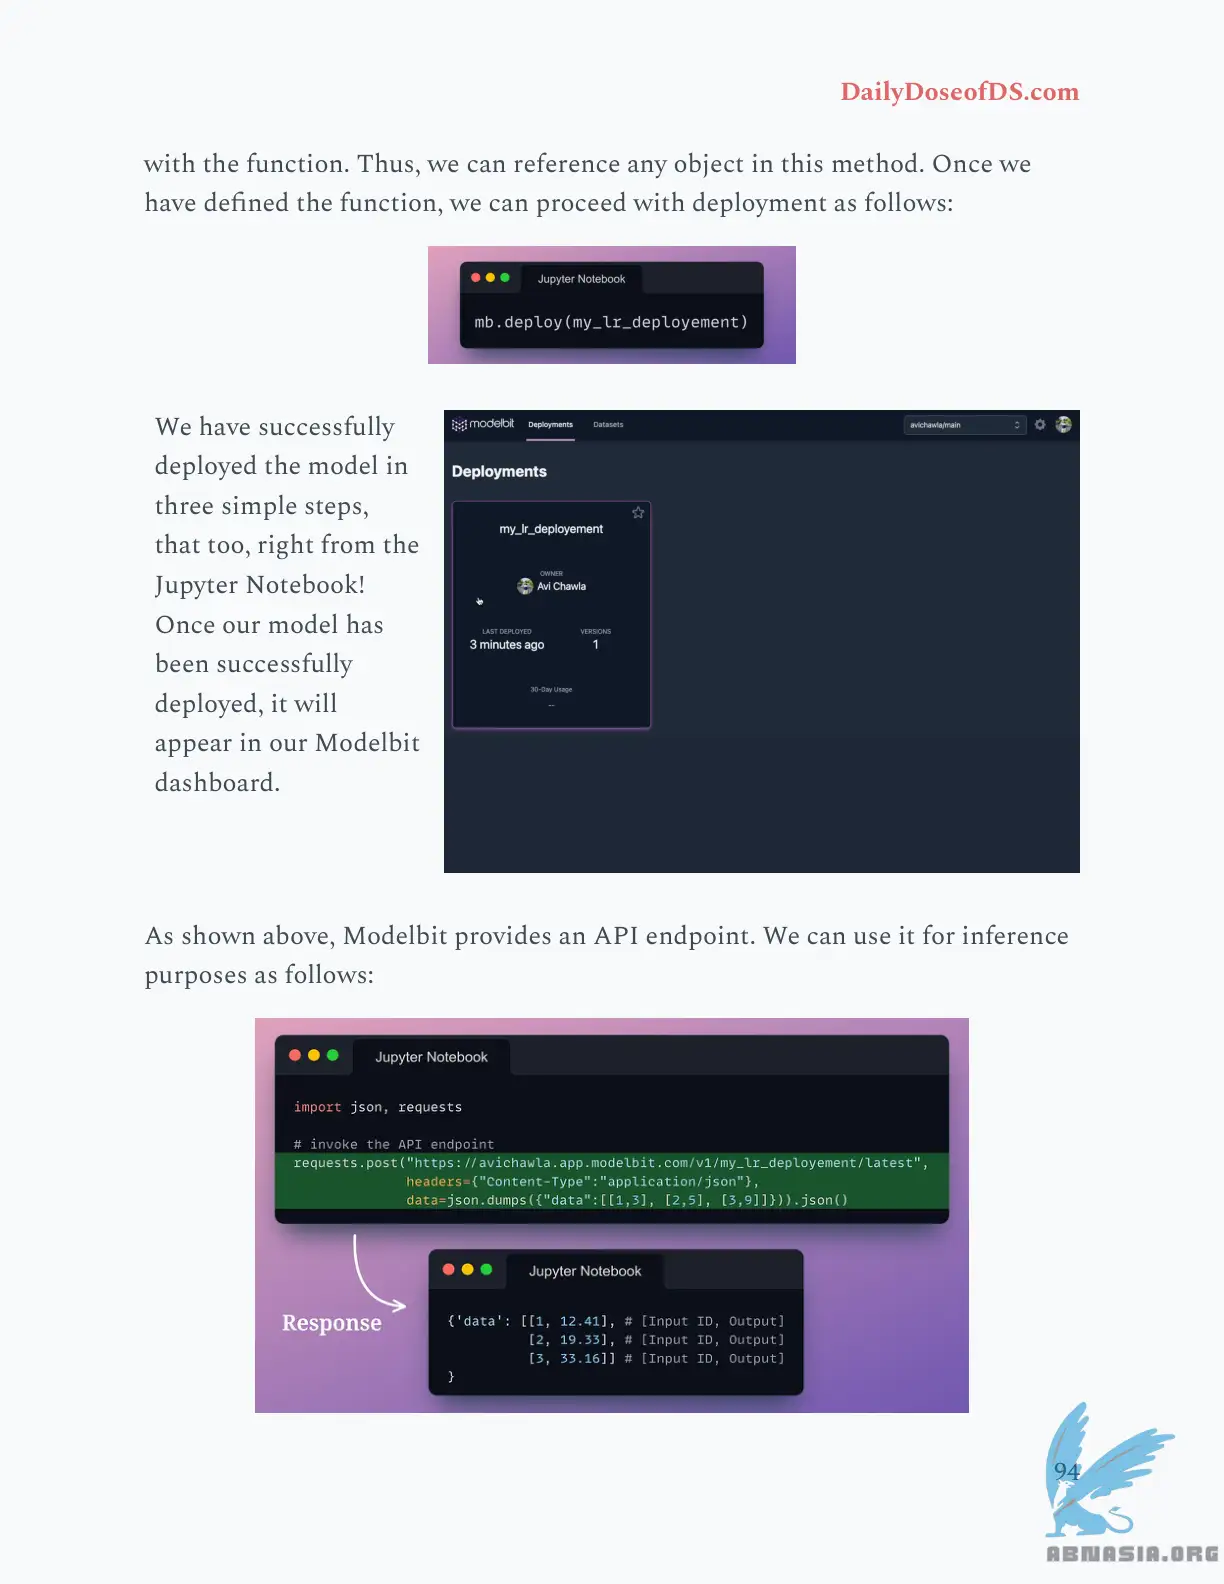 DailyDoseofDS.com
with the function. Thus, we can reference any object in this method. Once we
have defined the function, we can proceed with deployment as follows:
Jupyter Notebook
mb.deploy(my_lr_deployement)
We have successfully
deployed the model in
three simple steps,
that too, right from the
Jupyter Notebook!
Once our model has
been successfully
deployed, it will
appear in our Modelbit
dashboard.
modelbit Deployments Datasets avichawla/main
Deployments
my_lr_deployement
OWNER
Avi Chawla
LAST DEPLOYED VERSIONS
3 minutes ago 1
30-Day Usage
--
As shown above, Modelbit provides an API endpoint. We can use it for inference
purposes as follows:
Jupyter Notebook
import json, requests
# invoke the API endpoint
requests.post("https://avichawla.app.modelbit.com/v1/my_lr_deployement/latest",
headers={"Content-Type":"application/json"},
data=json.dumps({"data":[[1,3], [2,5], [3,9]]})).json()
Jupyter Notebook
Response
{'data': [[1, 12.41], # [Input ID, Output]
[2, 19.33], # [Input ID, Output]
[3, 33.16]] # [Input ID, Output]
}
94
ABNASIA.ORG